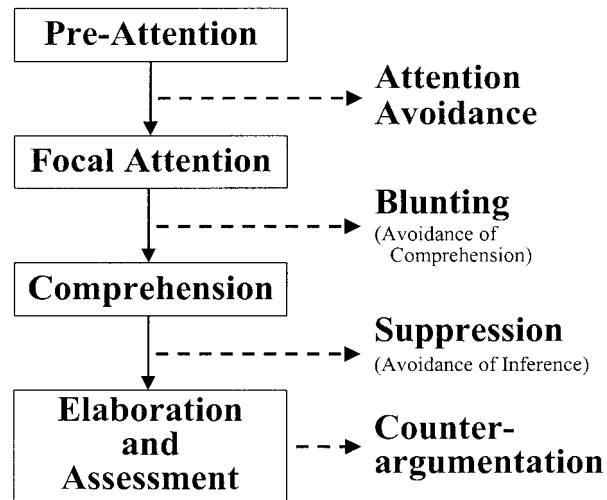 Pre-Attention
Attention
Avoidance
Focal Attention
Blunting
(Avoidance of
Comprehension)
Comprehension
Suppression
(Avoidance of Inference)
Elaboration
and
Assessment
Counter-
argumentation